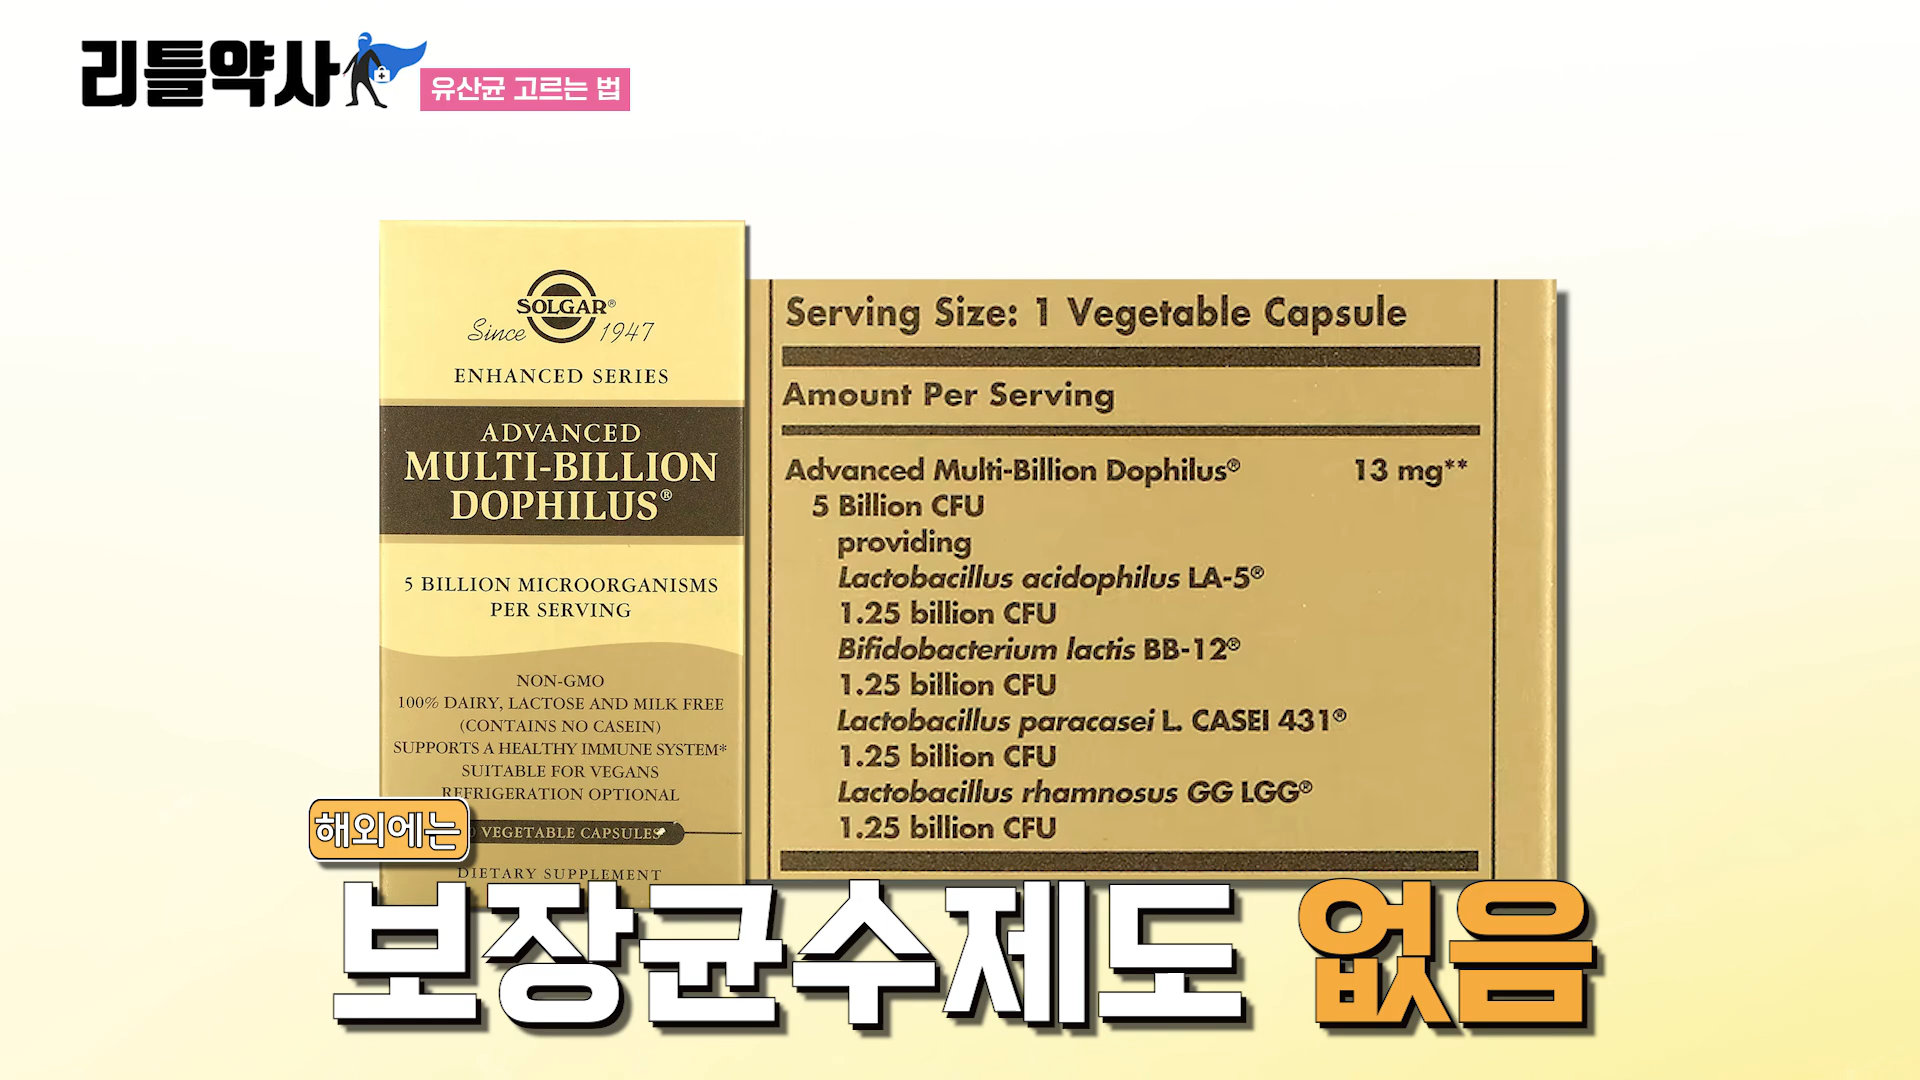 리틀약사
유산균 고르는 법
SOLGAR®
Since 1947
ENHANCED SERIES
ADVANCED
MULTI-BILLION
DOPHILUS®
5 BILLION MICROORGANISMS
PER SERVING
NON-GMO
100% DAIRY, LACTOSE AND MILK FREE
(CONTAINS NO CASEIN)
SUPPORTS A HEALTHY IMMUNE SYSTEM*
SUITABLE FOR VEGANS
REFRIGERATION OPTIONAL
VEGETABLE CAPSULES
DIETARY SUPPLEMENT
Serving Size: 1 Vegetable Capsule
Amount Per Serving
Advanced Multi-Billion Dophilus® 13 mg**
5 Billion CFU
providing
Lactobacillus acidophilus LA-5®
1.25 billion CFU
Bifidobacterium lactis BB-12®
1.25 billion CFU
Lactobacillus paracasei L. CASEI 431®
1.25 billion CFU
Lactobacillus rhamnosus GG LGG®
1.25 billion CFU
해외에는
보장균수제도 없음